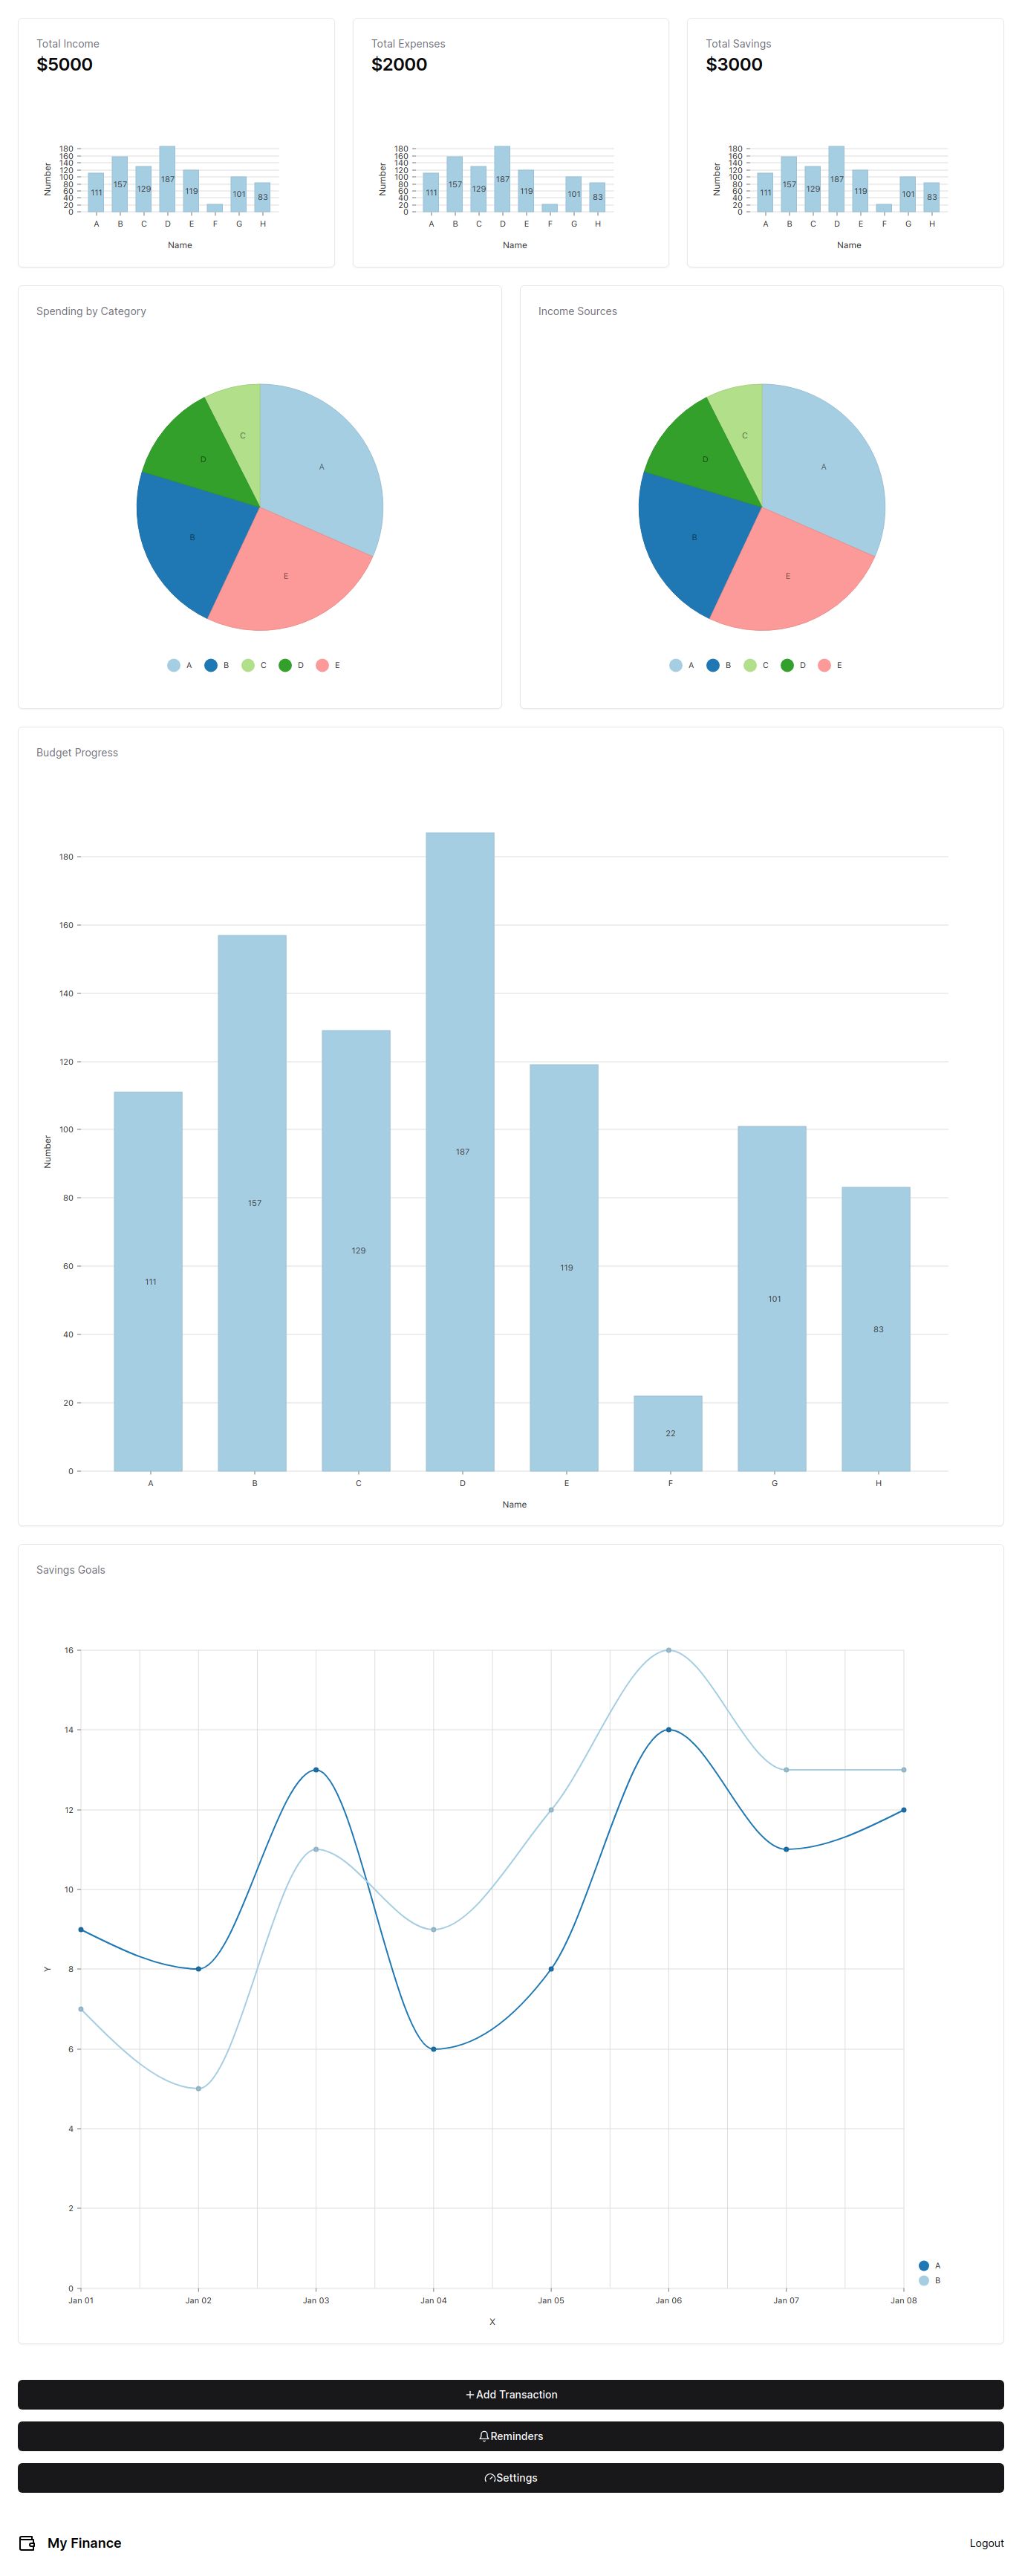 Total Income
$5000
Number
180
160
140
120
100
80
60
40
20
0
111
157
129
187
119
101
83
A B C D E F G H
Name
Total Expenses
$2000
Number
180
160
140
120
100
80
60
40
20
0
111
157
129
187
119
101
83
A B C D E F G H
Name
Total Savings
$3000
Number
180
160
140
120
100
80
60
40
20
0
111
157
129
187
119
101
83
A B C D E F G H
Name
Spending by Category
C
A
D
B
E
A B C D E
Income Sources
C
A
D
B
E
A B C D E
Budget Progress
Number
180
160
140
120
100
80
60
40
20
0
111
157
129
187
119
22
101
83
A B C D E F G H
Name
Savings Goals
Y
16
14
12
10
8
6
4
2
0
Jan 01 Jan 02 Jan 03 Jan 04 Jan 05 Jan 06 Jan 07 Jan 08
X
A
B
Add Transaction
Reminders
Settings
My Finance
Logout